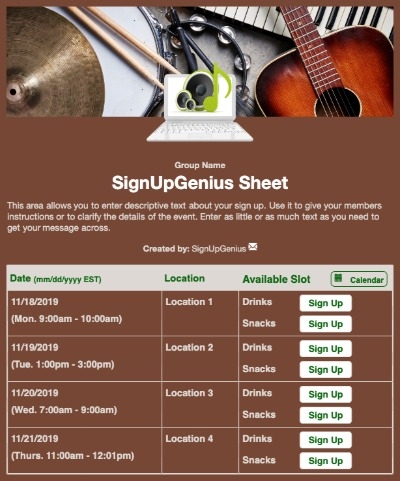 Group Name
SignUpGenius Sheet
This area allows you to enter descriptive text about your sign up. Use it to give your members
instructions or to clarify the details of the event. Enter as little or as much text as you need to
get your message across.
Created by: SignUpGenius
Date (mm/dd/yyyy EST) Location Available Slot Calendar
11/18/2019 Location 1 Drinks Sign Up
(Mon. 9:00am - 10:00am) Snacks Sign Up
11/19/2019 Location 2 Drinks Sign Up
(Tue. 1:00pm - 3:00pm) Snacks Sign Up
11/20/2019 Location 3 Drinks Sign Up
(Wed. 7:00am - 9:00am) Snacks Sign Up
11/21/2019 Location 4 Drinks Sign Up
(Thurs. 11:00am - 12:01pm) Snacks Sign Up